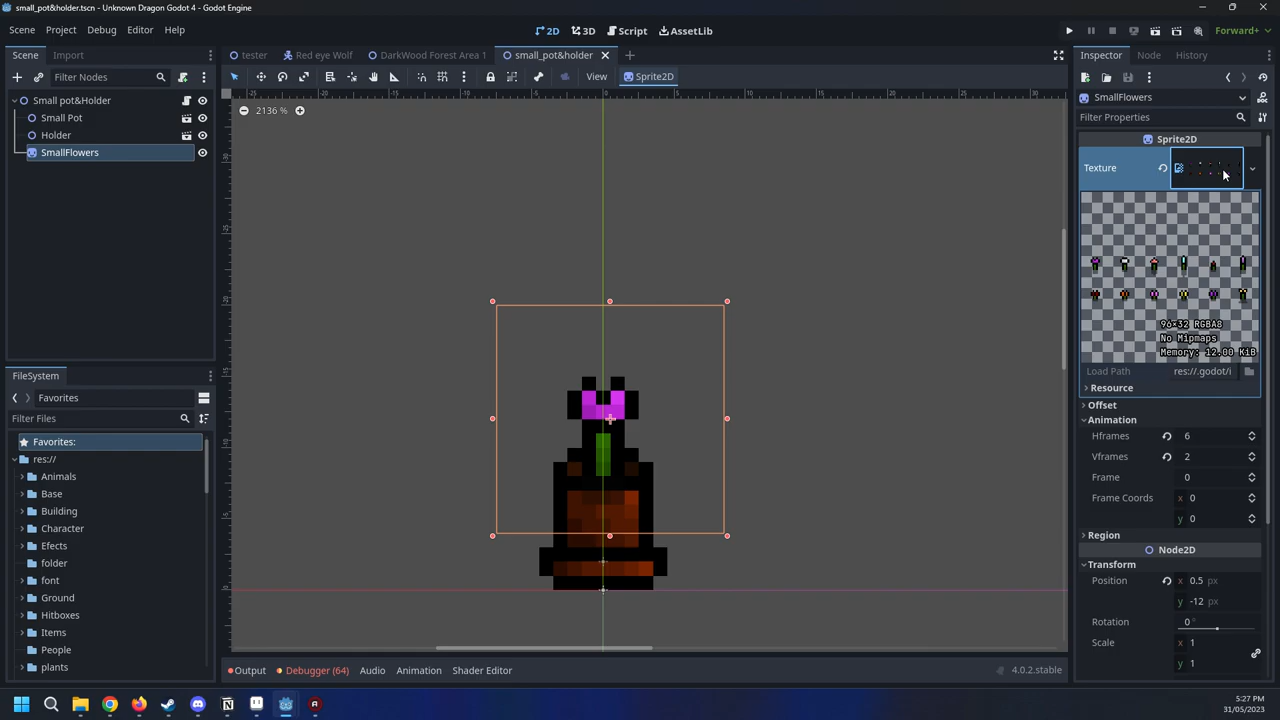 small_pot&holder.tscn - Unknown Dragon Godot4 - Godot Engine
Scene Project Debug Editor Help
2D 3D Script AssetLib
Forward+
Scene Import
tester Red eye Wolf DarkWood Forest Area 1 small_pot&holder
Inspector Node History
Filter Nodes
View Sprite2D
Small pot&Holder
Small Pot
Holder
SmallFlowers
2136 %
SmallFlowers
Filter Properties
Sprite2D
Texture
96×32 RGBA8
No Mipmaps
Memory: 12.00 KiB
Load Path res://.godot/i
Resource
Offset
Animation
Hframes 6
Vframes 2
Frame 0
Frame Coords x 0
y 0
Region
Node2D
Transform
Position x 0.5 px
y -12 px
Rotation 0 °
Scale x 1
y 1
FileSystem
Favorites
Filter Files
Favorites:
res://
Animals
Base
Building
Character
Efects
folder
font
Ground
Hitboxes
Items
People
plants
Output Debugger (64) Audio Animation Shader Editor
4.0.2.stable
5:27 PM
31/05/2023